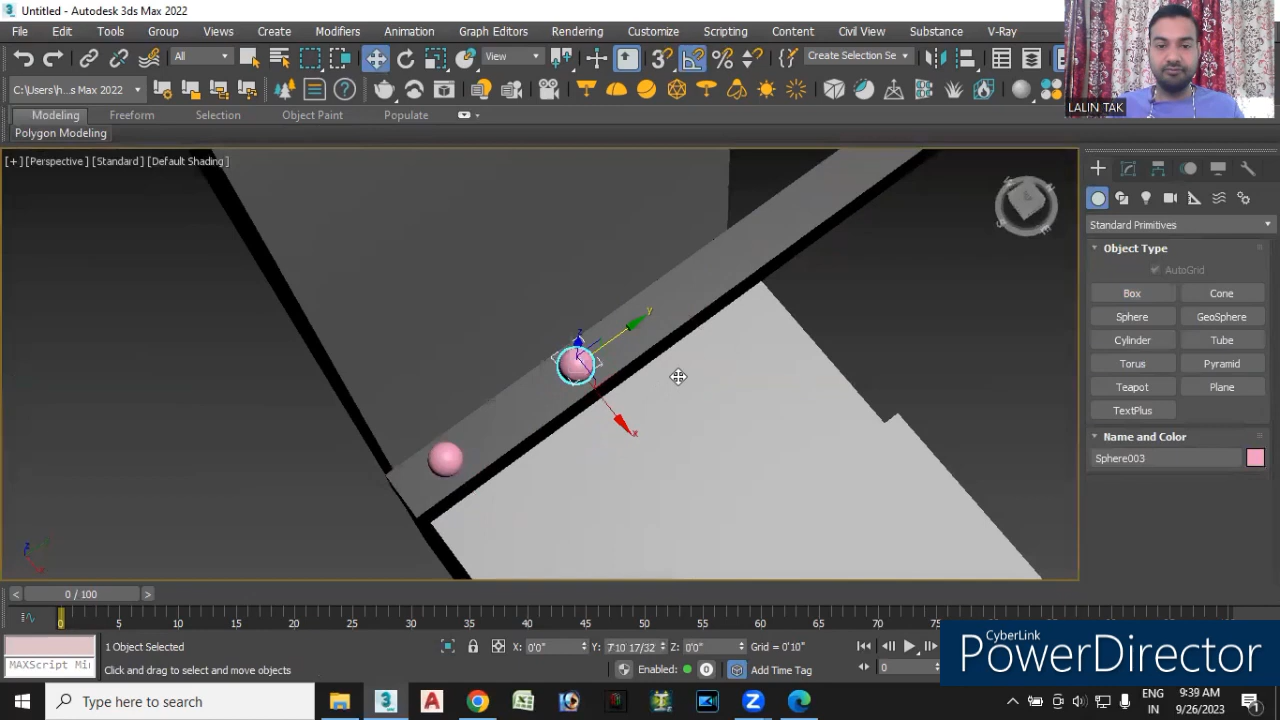 Untitled - Autodesk 3ds Max 2022
File Edit Tools Group Views Create Modifiers Animation Graph Editors Rendering Customize Scripting Content Civil View Substance V-Ray
All View Create Selection Se
C:\Users\h...s Max 2022
LALIN TAK
Modeling Freeform Selection Object Paint Populate
Polygon Modeling
[+] [Perspective] [Standard] [Default Shading]
Standard Primitives
Object Type
AutoGrid
Box Cone
Sphere GeoSphere
Cylinder Tube
Torus Pyramid
Teapot Plane
TextPlus
Name and Color
Sphere003
z
y
x
z
< 0 / 100 >
0 5 10 15 20 25 30 35 40 45 50 55 60 65 70 75
1 Object Selected X: 0'0" Y: 7'10 17/32 Z: 0'0" Grid = 0'10"
MAXScript Mi Click and drag to select and move objects Enabled: 0 Add Time Tag 0
CyberLink
PowerDirector
Type here to search
ENG 9:39 AM
IN 9/26/2023